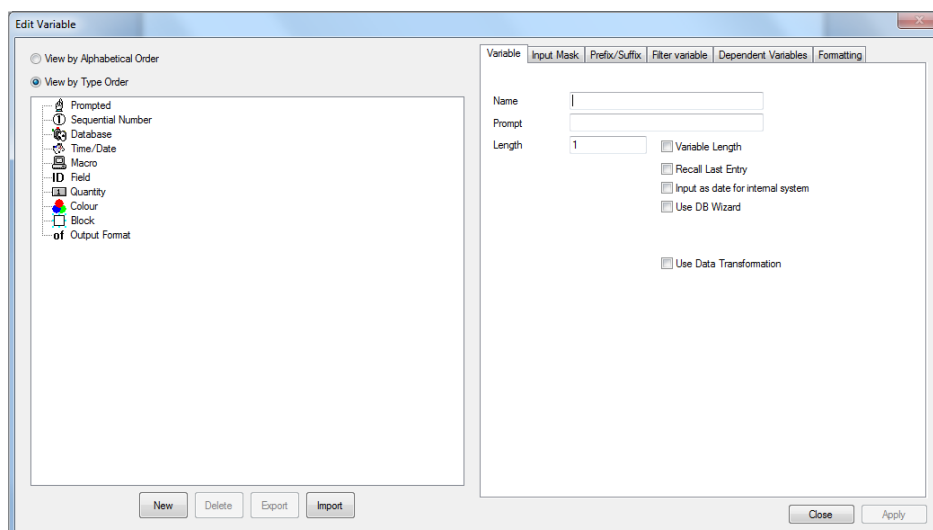 Edit Variable
View by Alphabetical Order
View by Type Order
Prompted
1 Sequential Number
Database
Time/Date
Macro
ID Field
1 Quantity
Colour
Block
of Output Format
New Delete Export Import
Variable Input Mask Prefix/Suffix Filter variable Dependent Variables Formatting
Name
Prompt
Length 1 Variable Length
Recall Last Entry
Input as date for internal system
Use DB Wizard
Use Data Transformation
Close Apply